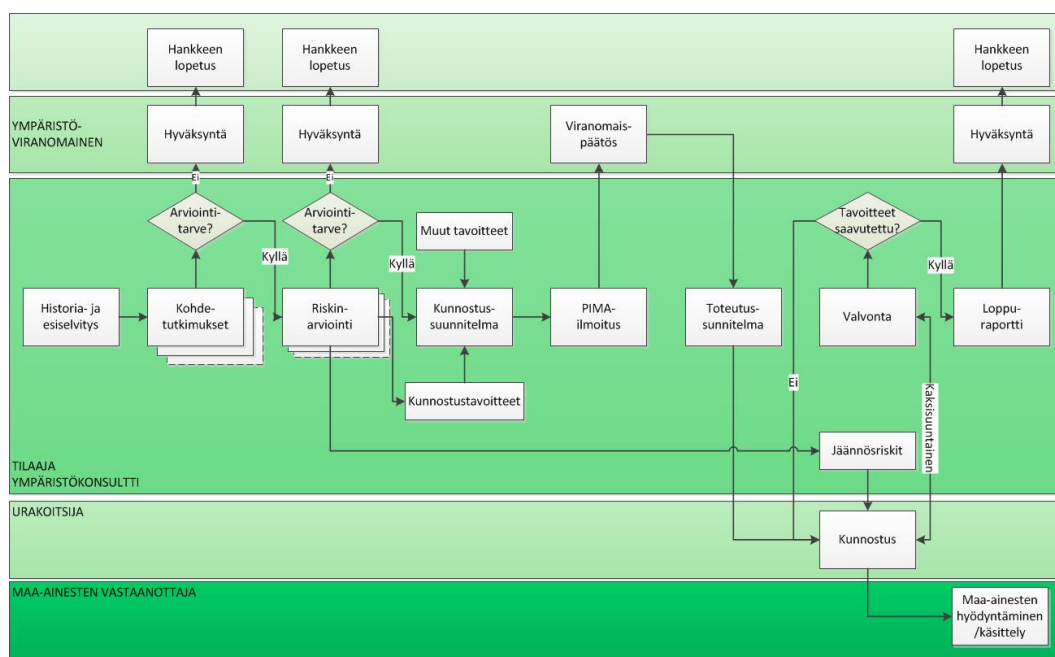 Hankkeen
lopetus
Hankkeen
lopetus
Hankkeen
lopetus
YMPÄRISTÖ-
VIRANOMAINEN
Hyväksyntä
Hyväksyntä
Viranomais-
päätös
Hyväksyntä
Ei
Ei
Arviointi-
tarve?
Arviointi-
tarve?
Tavoitteet
saavutettu?
Muut tavoitteet
Kyllä
Kyllä
Kyllä
Historia- ja
esiselvitys
Kohde-
tutkimukset
Riskin-
arviointi
Kunnostus-
suunnitelma
PIMA-
ilmoitus
Toteutus-
sunnitelma
Valvonta
Loppu-
raportti
Ei
Kaksisuuntainen
Kunnostustavoitteet
Jäännösriskit
TILAAJA
YMPÄRISTÖKONSULTTI
URAKOITSIJA
Kunnostus
MAA-AINESTEN VASTAANOTTAJA
Maa-ainesten
hyödyntäminen
/käsittely